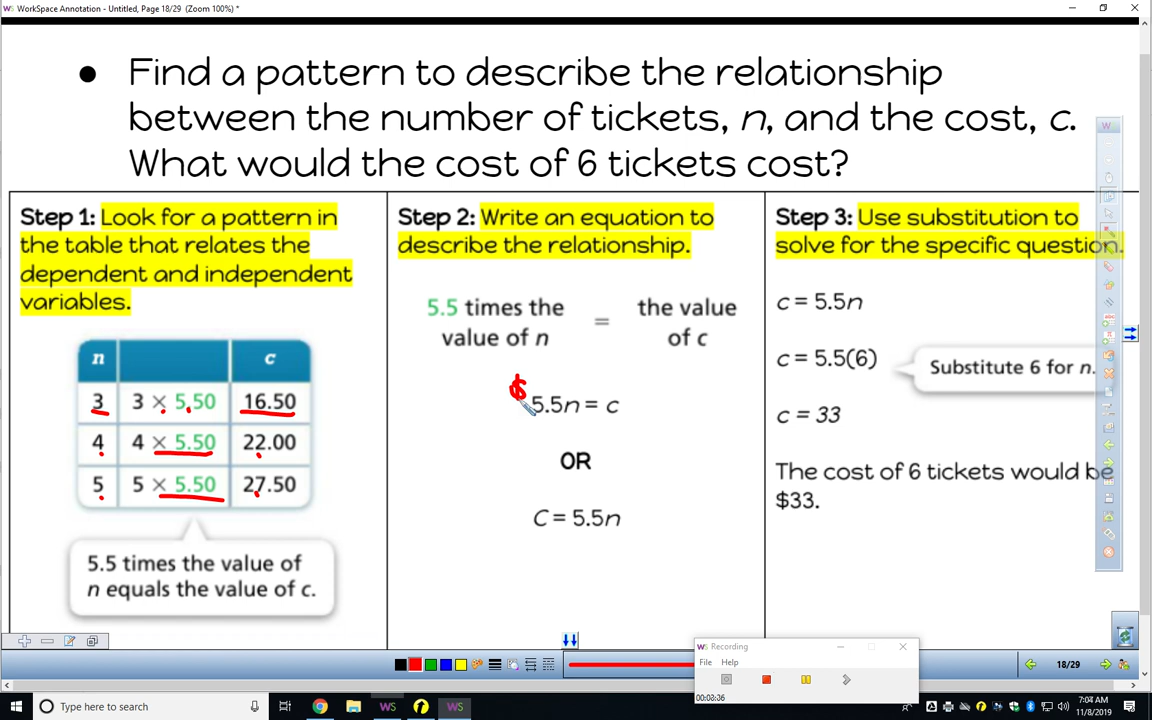 WorkSpace Annotation - Untitled, Page 18/29 (Zoom 100%) *
● Find a pattern to describe the relationship
between the number of tickets, n, and the cost, c.
What would the cost of 6 tickets cost?
Step 1: Look for a pattern in
the table that relates the
dependent and independent
variables.
n c
3 3 × 5.50 16.50
4 4 × 5.50 22.00
5 5 × 5.50 27.50
5.5 times the value of
n equals the value of c.
Step 2: Write an equation to
describe the relationship.
5.5 times the
value of n
=
the value
of c
$5.5n = c
OR
C = 5.5n
Step 3: Use substitution to
solve for the specific question.
c = 5.5n
c = 5.5(6)
Substitute 6 for n.
c = 33
The cost of 6 tickets would be
$33.
WS Recording
File Help
00:03:36
18/29
Type here to search
7:04 AM
11/8/2019